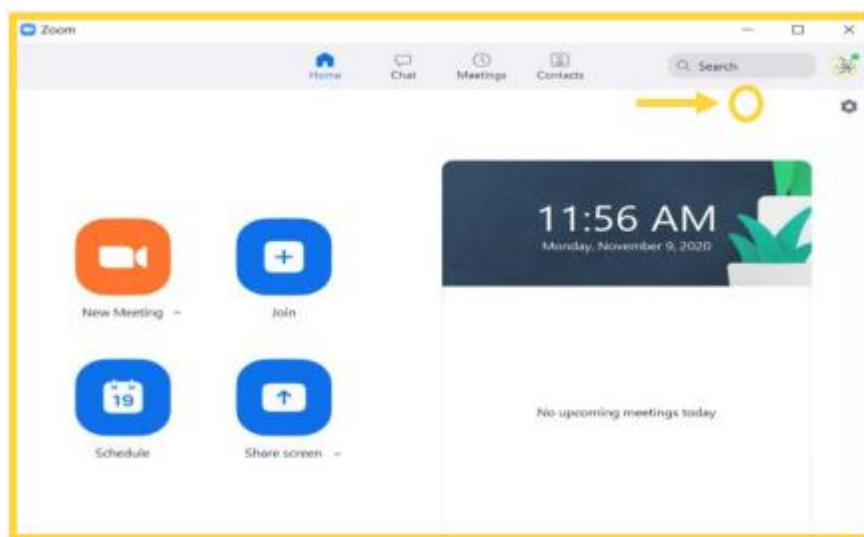 Zoom
Home Chat Meetings Contacts Search
11:56 AM
Monday, November 9, 2020
New Meeting Join
19
Schedule Share screen
No upcoming meetings today